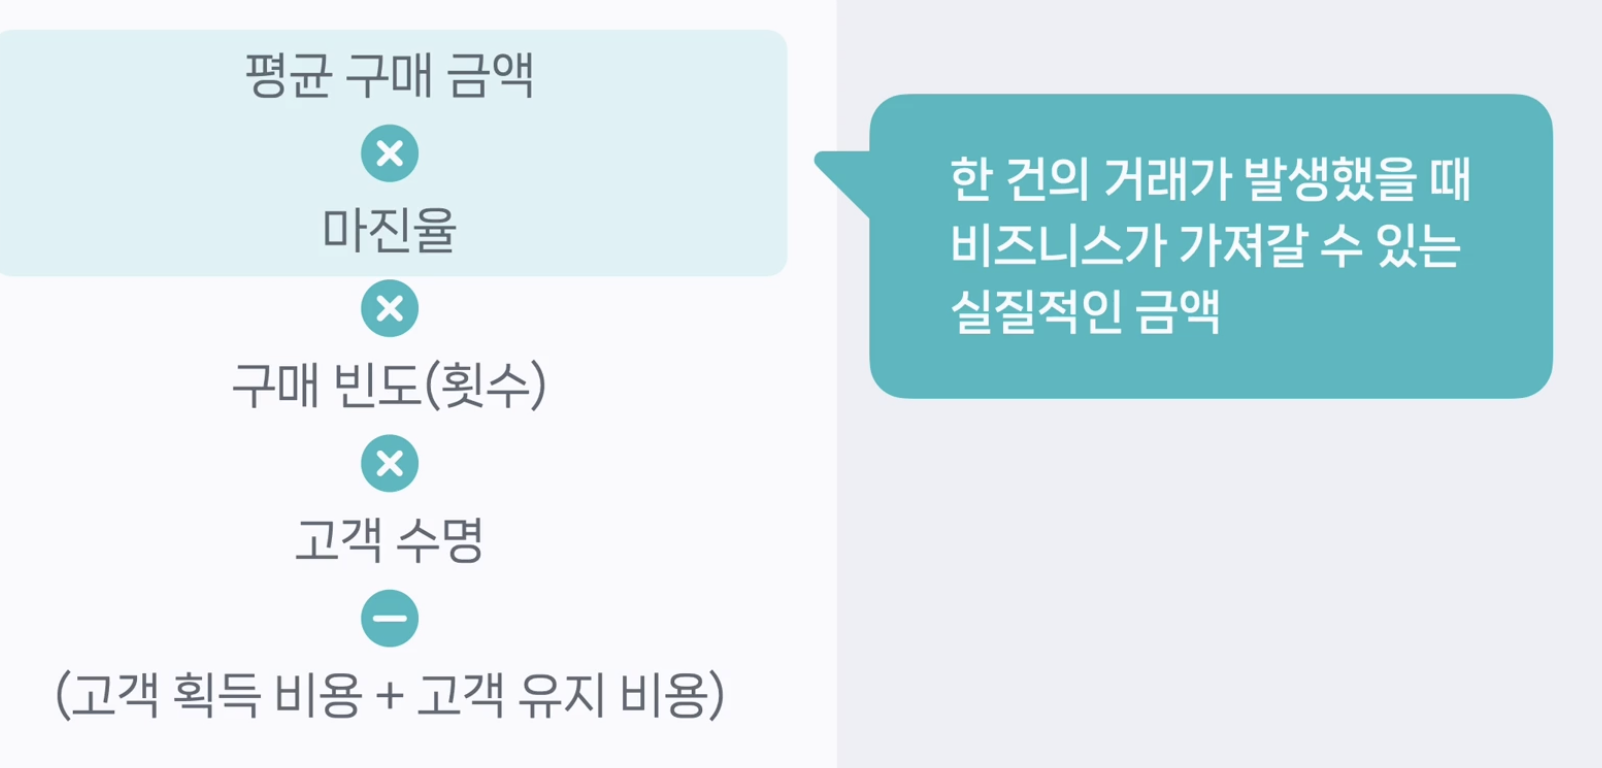 평균 구매 금액
×
마진율
×
구매 빈도(횟수)
×
고객 수명
−
(고객 획득 비용 + 고객 유지 비용)
한 건의 거래가 발생했을 때
비즈니스가 가져갈 수 있는
실질적인 금액